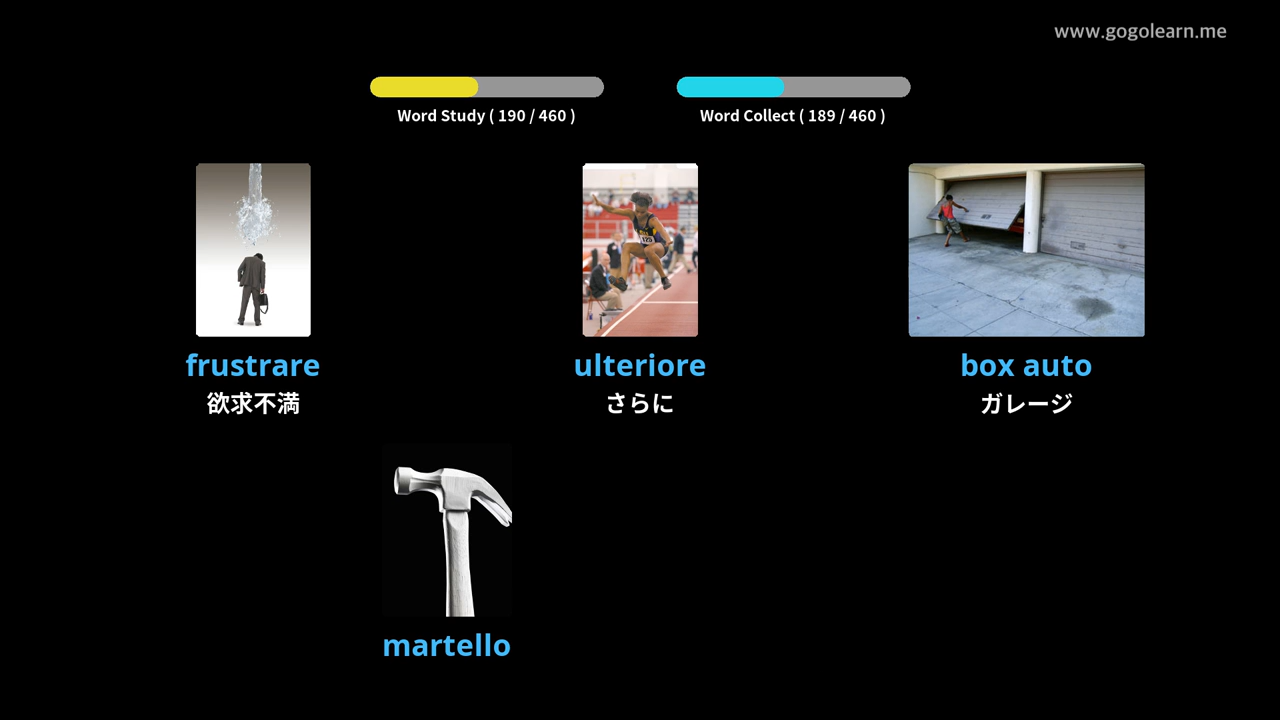 www.gogolearn.me
Word Study ( 190 / 460 )
Word Collect ( 189 / 460 )
frustrare
欲求不満
ulteriore
さらに
box auto
ガレージ
martello